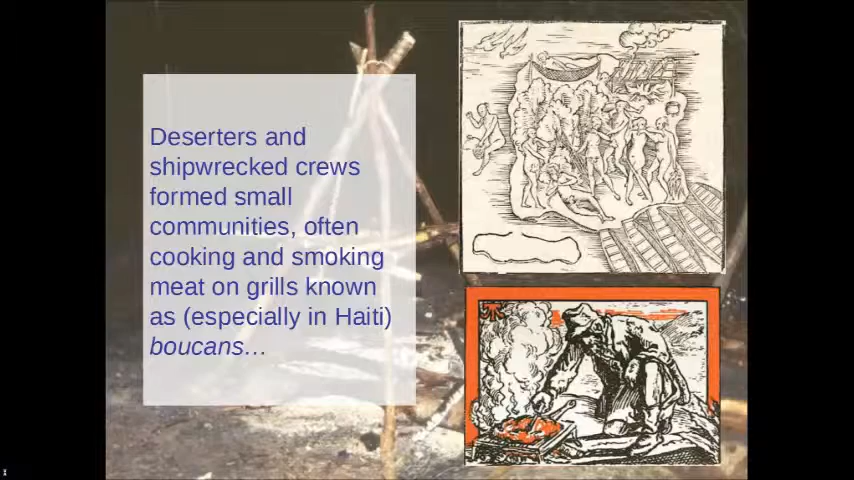 Deserters and
shipwrecked crews
formed small
communities, often
cooking and smoking
meat on grills known
as (especially in Haiti)
boucans…